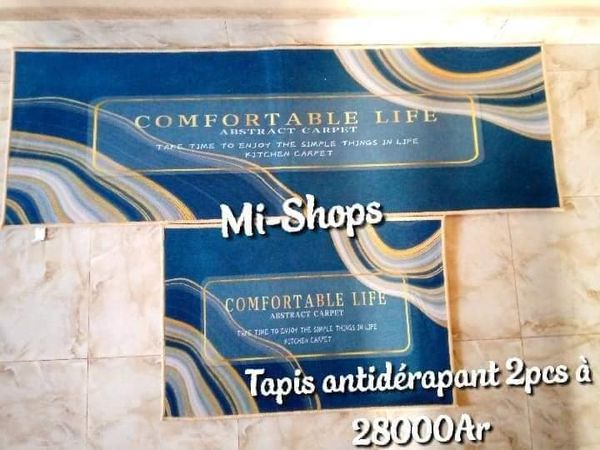 COMFORTABLE LIFE
ABSTRACT CARPET
TAKE TIME TO ENJOY THE SIMPLE THINGS IN LIFE
KITCHEN CARPET
Mi-Shops
COMFORTABLE LIFE
ABSTRACT CARPET
TAKE TIME TO ENJOY THE SIMPLE THINGS IN LIFE
KITCHEN CARPET
Tapis antidérapant 2pcs à
28000Ar